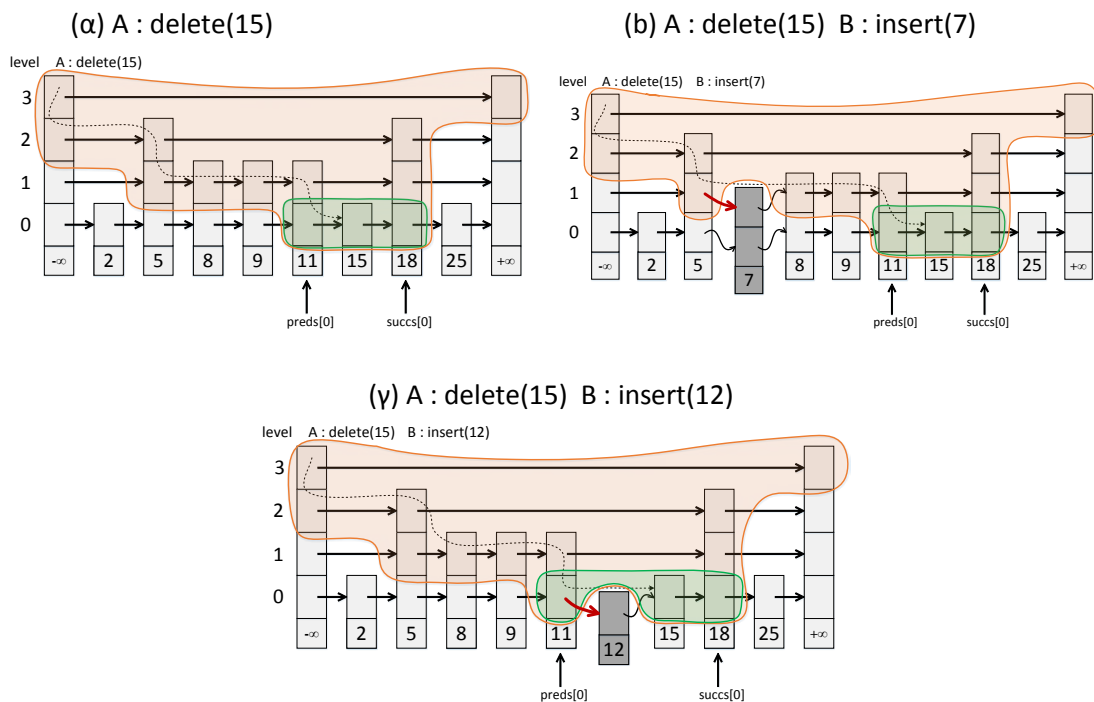 (α) A : delete(15)
level A : delete(15)
3
2
1
0
-∞ 2 5 8 9 11 15 18 25 +∞
preds[0] succs[0]
(b) A : delete(15) B : insert(7)
level A : delete(15) B : insert(7)
3
2
1
0
-∞ 2 5 7 8 9 11 15 18 25 +∞
preds[0] succs[0]
(γ) A : delete(15) B : insert(12)
level A : delete(15) B : insert(12)
3
2
1
0
-∞ 2 5 8 9 11 12 15 18 25 +∞
preds[0] succs[0]